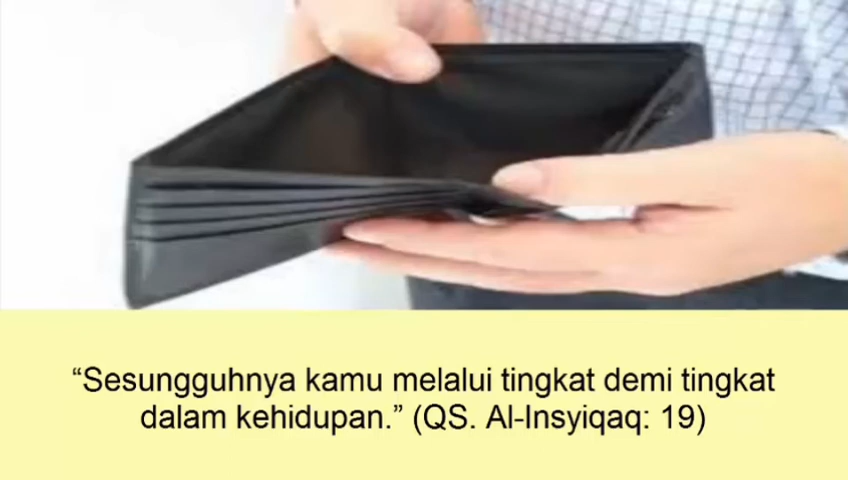 “Sesungguhnya kamu melalui tingkat demi tingkat
dalam kehidupan.” (QS. Al-Insyiqaq: 19)